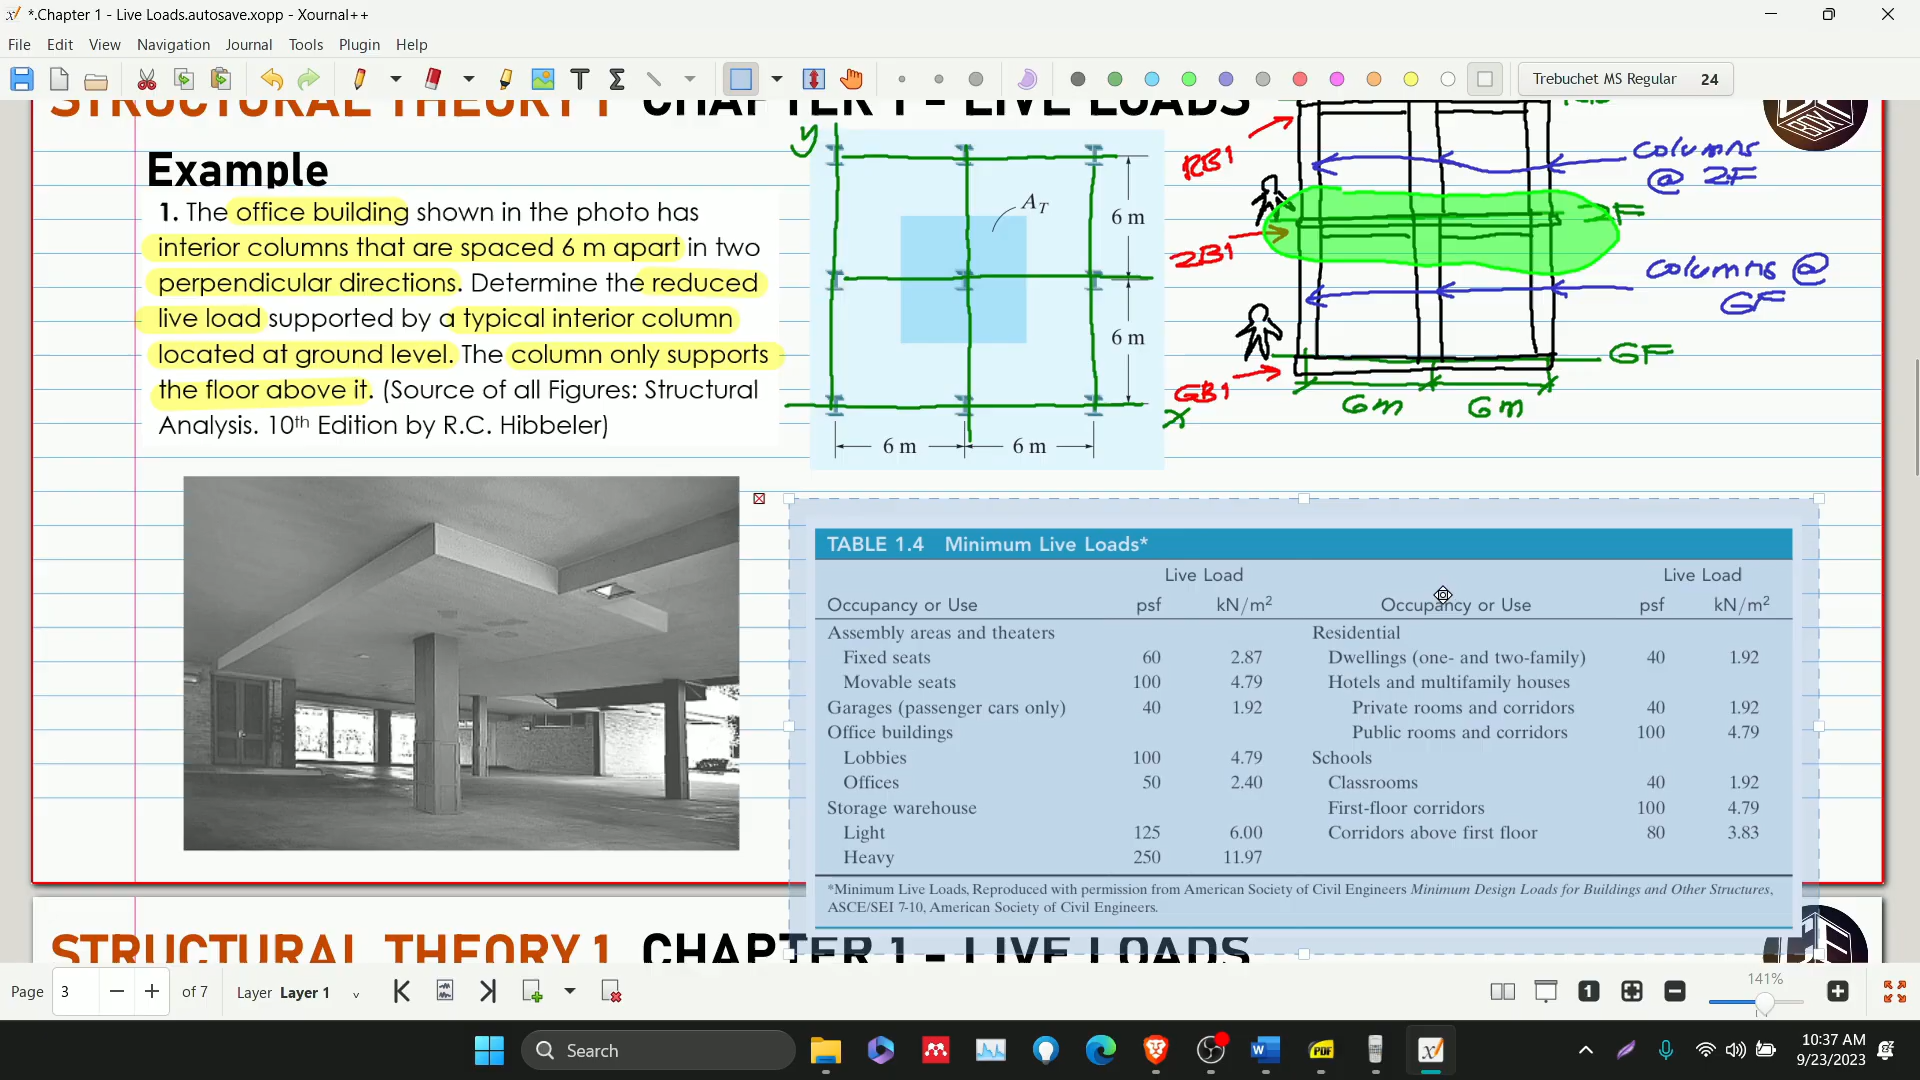 *.Chapter 1 - Live Loads.autosave.xopp - Xournal++
File Edit View Navigation Journal Tools Plugin Help
Trebuchet MS Regular 24
STRUCTURAL THEORY 1 CHAPTER 1 - LIVE LOADS
Example
1. The office building shown in the photo has
interior columns that are spaced 6 m apart in two
perpendicular directions. Determine the reduced
live load supported by a typical interior column
located at ground level. The column only supports
the floor above it. (Source of all Figures: Structural
Analysis. 10th Edition by R.C. Hibbeler)
y
AT
6 m
6 m
x
6 m 6 m
RB1
columns
@ 2F
2F
2B1
columns @
GF
GF
GB1
6m 6m
TABLE 1.4 Minimum Live Loads*
Live Load Live Load
Occupancy or Use psf kN/m2 Occupancy or Use psf kN/m2
Assembly areas and theaters Residential
Fixed seats 60 2.87 Dwellings (one- and two-family) 40 1.92
Movable seats 100 4.79 Hotels and multifamily houses
Garages (passenger cars only) 40 1.92 Private rooms and corridors 40 1.92
Office buildings Public rooms and corridors 100 4.79
Lobbies 100 4.79 Schools
Offices 50 2.40 Classrooms 40 1.92
Storage warehouse First-floor corridors 100 4.79
Light 125 6.00 Corridors above first floor 80 3.83
Heavy 250 11.97
*Minimum Live Loads, Reproduced with permission from American Society of Civil Engineers Minimum Design Loads for Buildings and Other Structures,
ASCE/SEI 7-10, American Society of Civil Engineers.
STRUCTURAL THEORY 1 CHAPTER 1 - LIVE LOADS
Page 3 of 7 Layer Layer 1 141%
Search
10:37 AM
9/23/2023